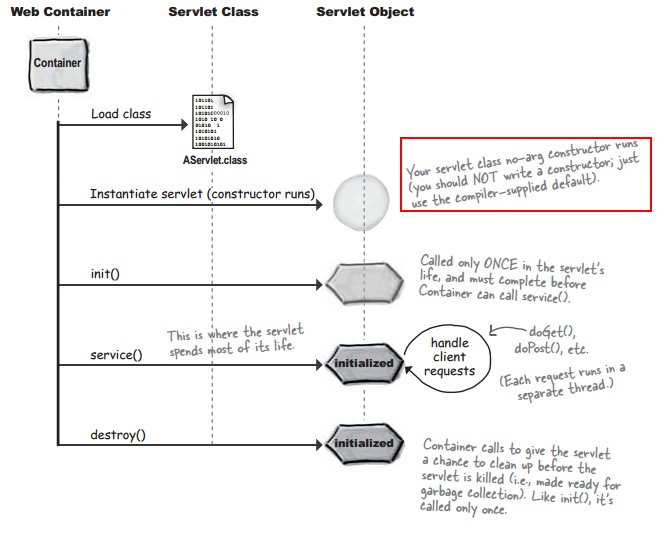 Web Container
Servlet Class
Servlet Object
Container
Load class
101101
101101
10101000010
1010 10 0
01010 1
1010101
10101010
1001010101
AServlet.class
Instantiate servlet (constructor runs)
Your servlet class no-arg constructor runs
(you should NOT write a constructor; just
use the compiler-supplied default).
init()
Called only ONCE in the servlet's
life, and must complete before
Container can call service().
service()
This is where the servlet
spends most of its life.
initialized
handle
client
requests
doGet(),
doPost(), etc.
(Each request runs in a
separate thread.)
destroy()
initialized
Container calls to give the servlet
a chance to clean up before the
servlet is killed (i.e., made ready for
garbage collection). Like init(), it's
called only once.